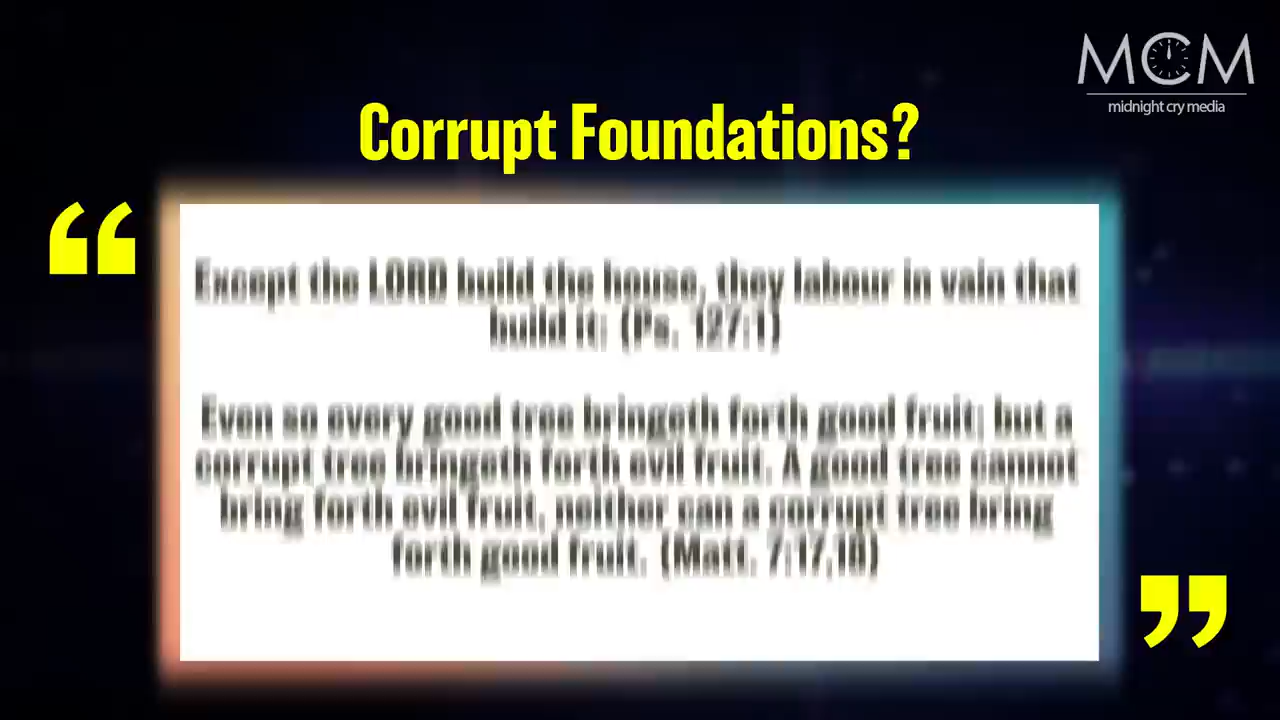 MCM
midnight cry media
Corrupt Foundations?
“
Except the LORD build the house, they labour in vain that
build it: (Ps. 127:1)
Even so every good tree bringeth forth good fruit; but a
corrupt tree bringeth forth evil fruit. A good tree cannot
bring forth evil fruit, neither can a corrupt tree bring
forth good fruit. (Matt. 7:17,18)
”